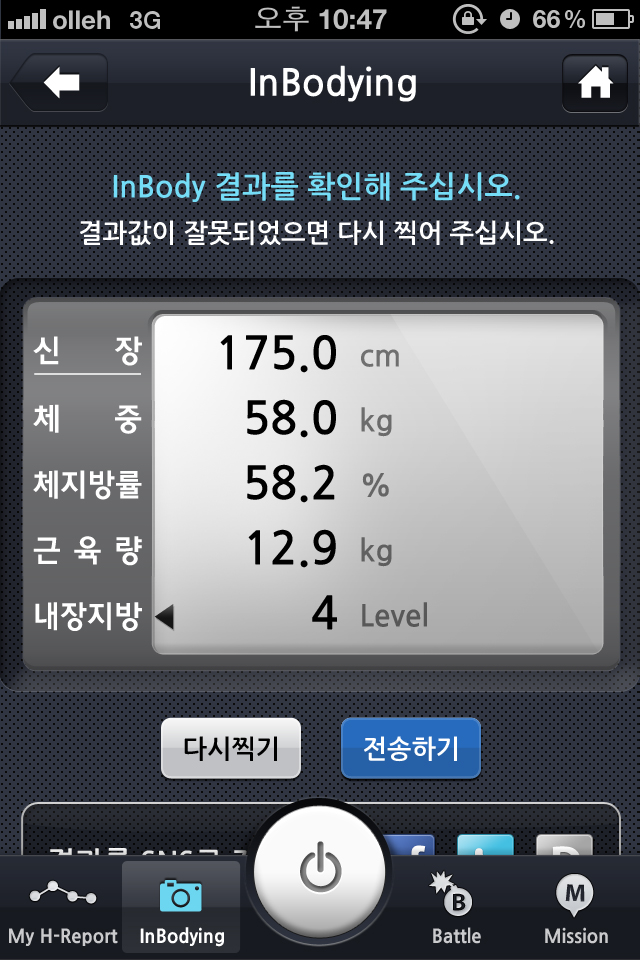 olleh 3G 오후 10:47 66%
InBodying
InBody 결과를 확인해 주십시오.
결과값이 잘못되었으면 다시 찍어 주십시오.
신 장 175.0 cm
체 중 58.0 kg
체지방률 58.2 %
근 육 량 12.9 kg
내장지방 4 Level
다시찍기 전송하기
My H-Report InBodying B Battle M Mission